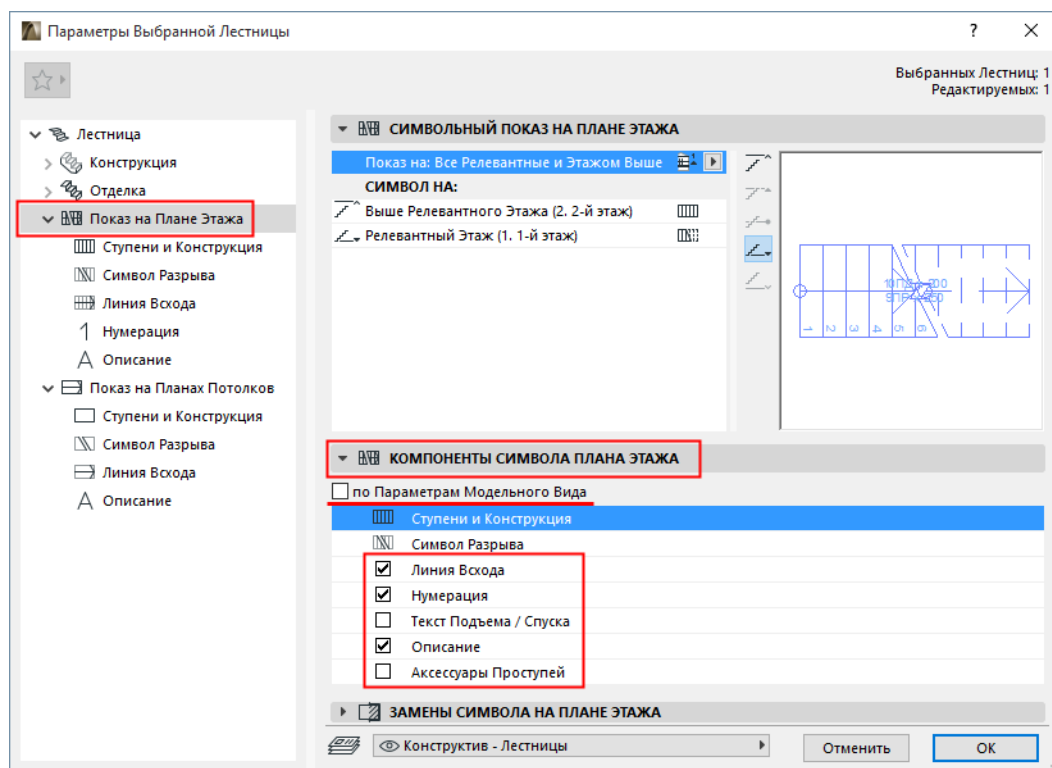 Параметры Выбранной Лестницы
?
Выбранных Лестниц: 1
Редактируемых: 1
Лестница
Конструкция
Отделка
Показ на Плане Этажа
Ступени и Конструкция
Символ Разрыва
Линия Всхода
Нумерация
Описание
Показ на Планах Потолков
Ступени и Конструкция
Символ Разрыва
Линия Всхода
Описание
СИМВОЛЬНЫЙ ПОКАЗ НА ПЛАНЕ ЭТАЖА
Показ на: Все Релевантные и Этажом Выше
СИМВОЛ НА:
Выше Релевантного Этажа (2. 2-й этаж)
Релевантный Этаж (1. 1-й этаж)
1 2 3 4 5 6
КОМПОНЕНТЫ СИМВОЛА ПЛАНА ЭТАЖА
по Параметрам Модельного Вида
Ступени и Конструкция
Символ Разрыва
Линия Всхода
Нумерация
Текст Подъема / Спуска
Описание
Аксессуары Проступей
ЗАМЕНЫ СИМВОЛА НА ПЛАНЕ ЭТАЖА
Конструктив - Лестницы
Отменить
ОК